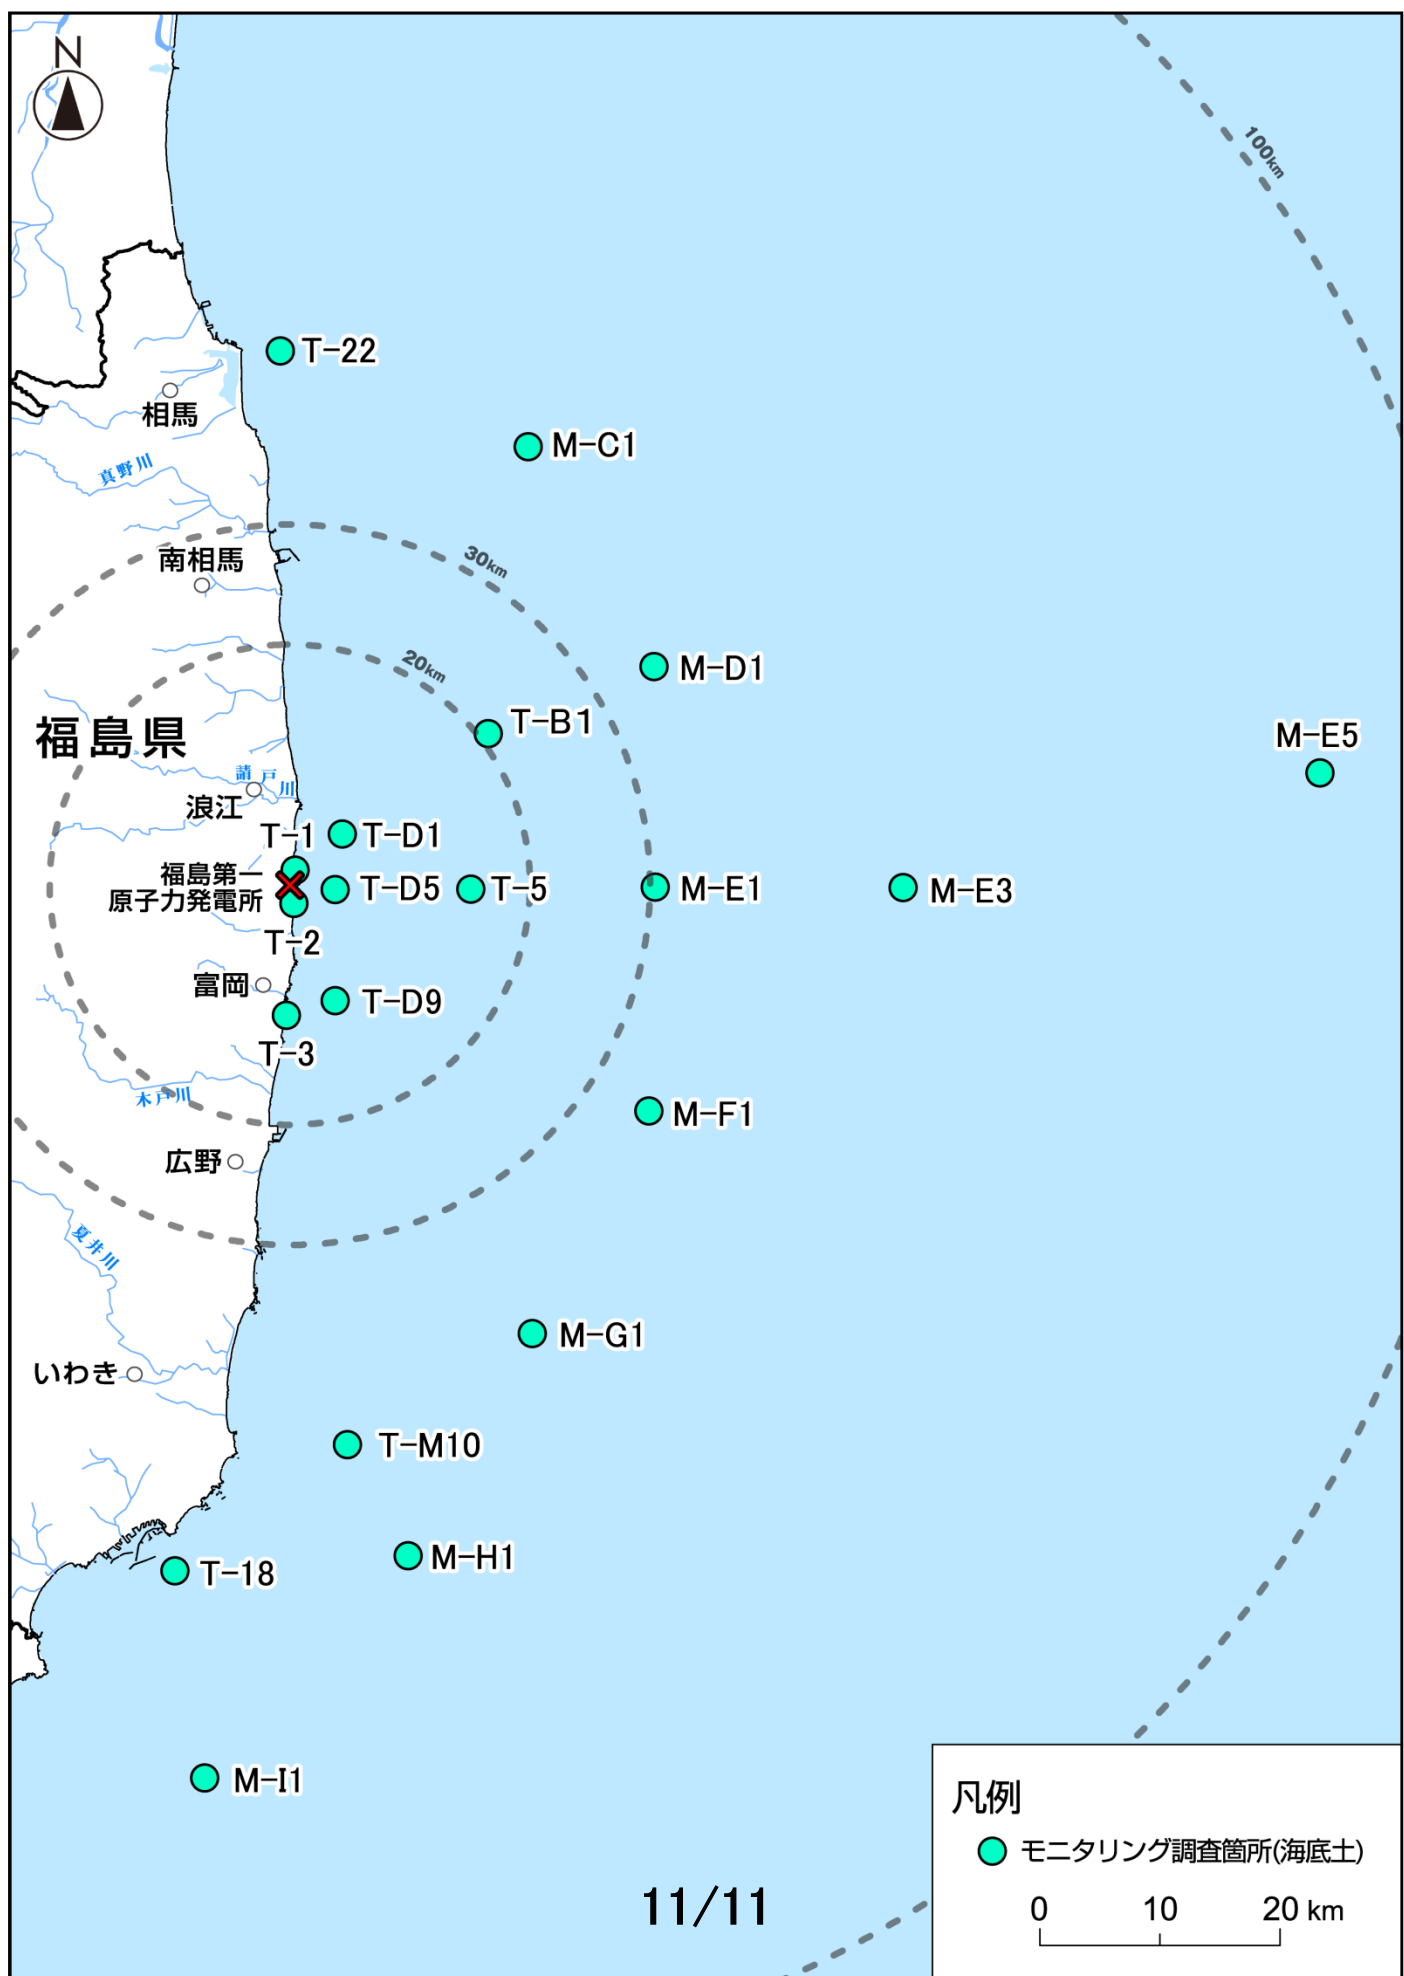 N
100km
T-22
相馬
M-C1
真野川
30km
南相馬
20km
M-D1
T-B1
福島県
M-E5
請戸川
浪江
T-1
T-D1
福島第一
原子力発電所
T-D5
T-5
M-E1
M-E3
T-2
富岡
T-D9
T-3
木戸川
M-F1
広野
夏井川
M-G1
いわき
T-M10
M-H1
T-18
M-I1
凡例
モニタリング調査箇所(海底土)
0 10 20 km
11/11